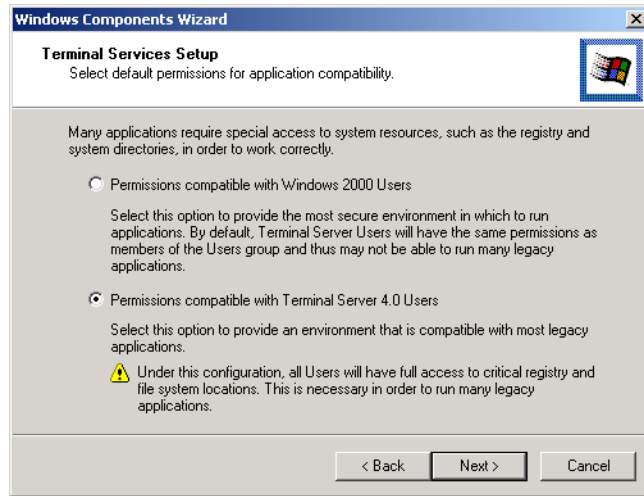 Windows Components Wizard
Terminal Services Setup
Select default permissions for application compatibility.
Many applications require special access to system resources, such as the registry and
system directories, in order to work correctly.
Permissions compatible with Windows 2000 Users
Select this option to provide the most secure environment in which to run
applications. By default, Terminal Server Users will have the same permissions as
members of the Users group and thus may not be able to run many legacy
applications.
Permissions compatible with Terminal Server 4.0 Users
Select this option to provide an environment that is compatible with most legacy
applications.
Under this configuration, all Users will have full access to critical registry and
file system locations. This is necessary in order to run many legacy
applications.
< Back Next > Cancel